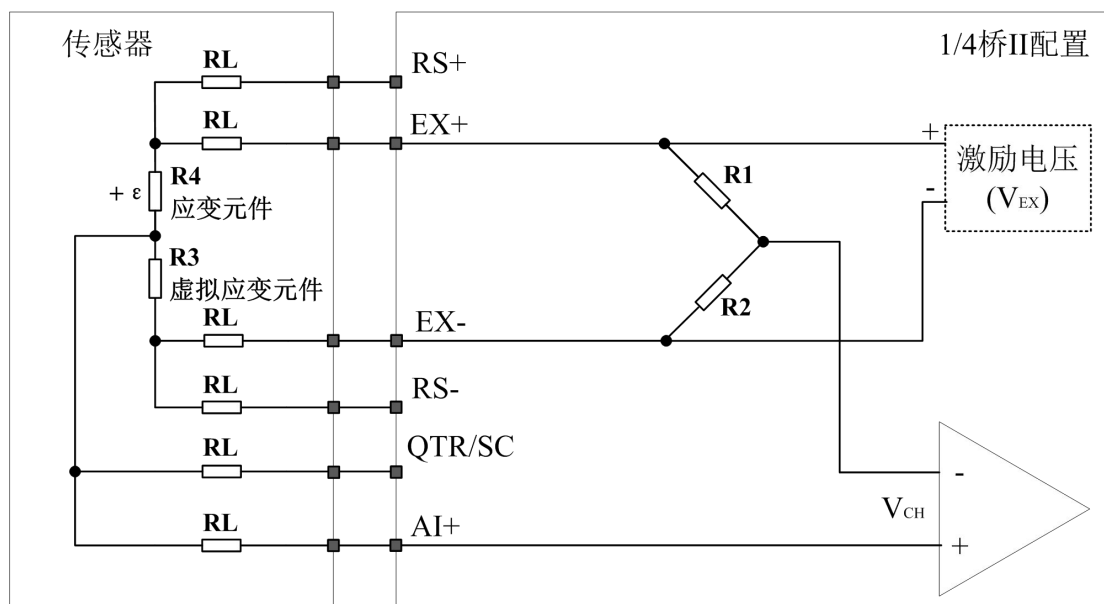 传感器
1/4桥II配置
RL
RS+
RL
EX+
+
激励电压
(VEX)
-
R1
+ ε
R4
应变元件
R3
虚拟应变元件
R2
RL
EX-
RL
RS-
RL
QTR/SC
-
VCH
RL
AI+
+